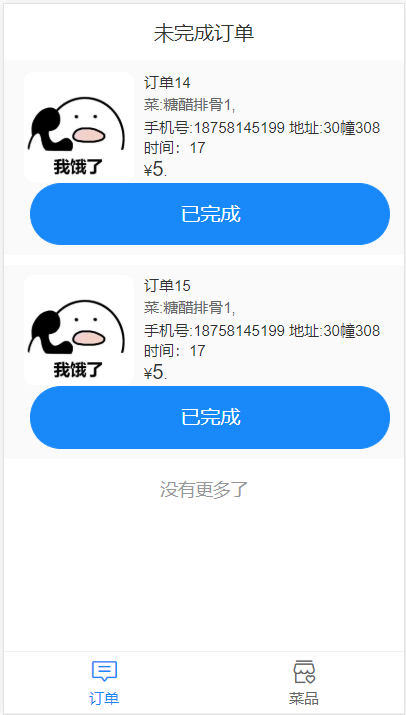 未完成订单
订单14
菜:糖醋排骨1,
手机号:18758145199 地址:30幢308
时间：17
¥5.
我饿了
已完成
订单15
菜:糖醋排骨1,
手机号:18758145199 地址:30幢308
时间：17
¥5.
我饿了
已完成
没有更多了
订单
菜品